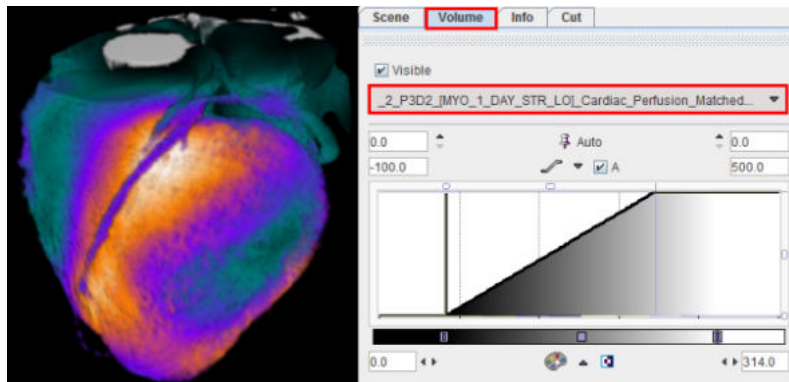 Scene Volume Info Cut
Visible
_2_P3D2_[MYO_1_DAY_STR_LO]_Cardiac_Perfusion_Matched...
0.0 Auto 0.0
-100.0 A 500.0
0.0 314.0